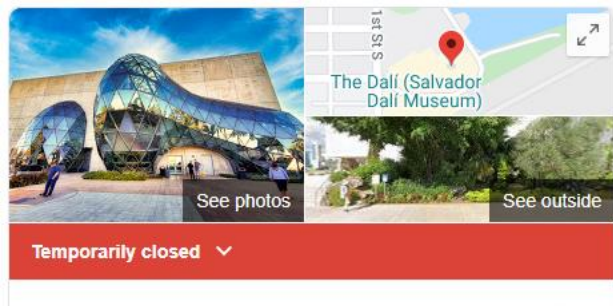 1st St S
The Dalí (Salvador
Dalí Museum)
See photos
See outside
Temporarily closed